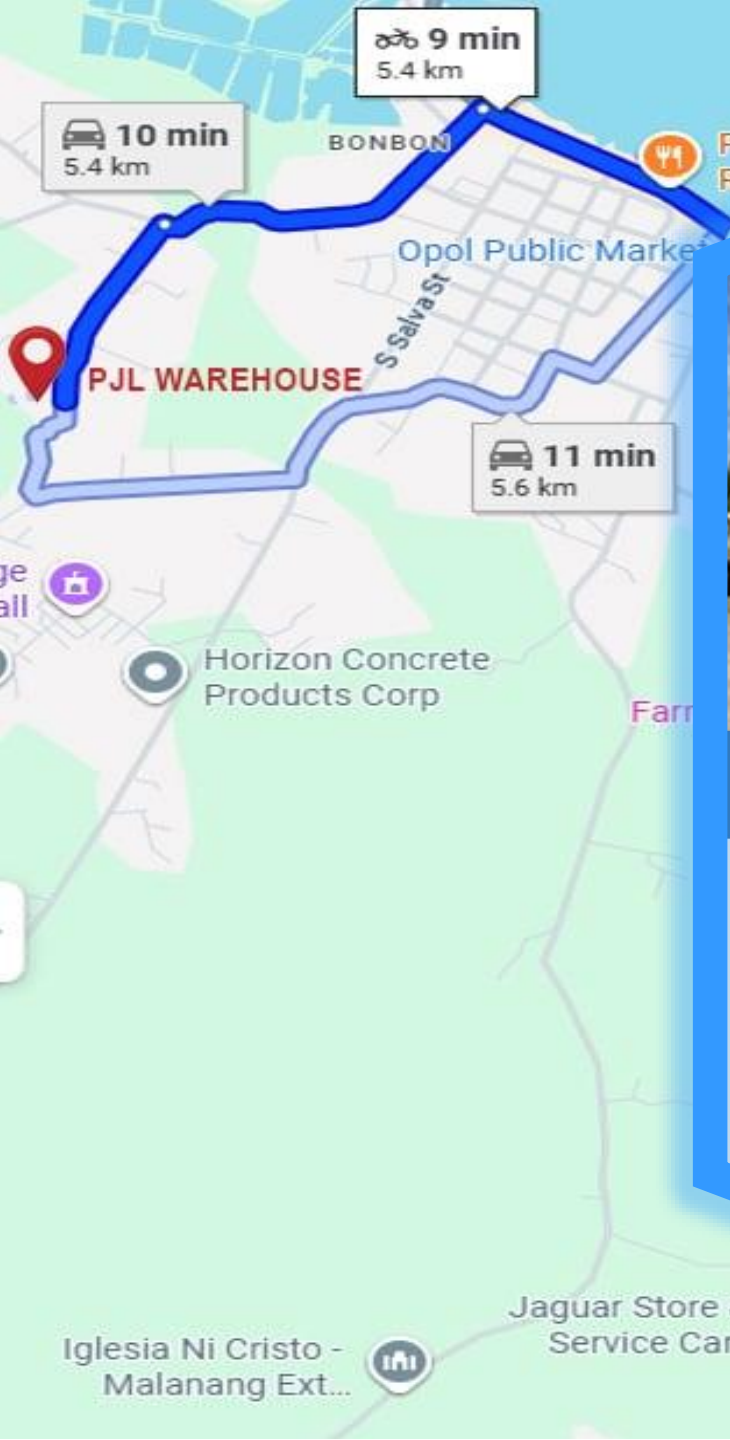 9 min
5.4 km
10 min
5.4 km
BONBON
Opol Public Market
S Salva St
PJL WAREHOUSE
11 min
5.6 km
Horizon Concrete
Products Corp
Iglesia Ni Cristo -
Malanang Ext...
Jaguar Store
Service